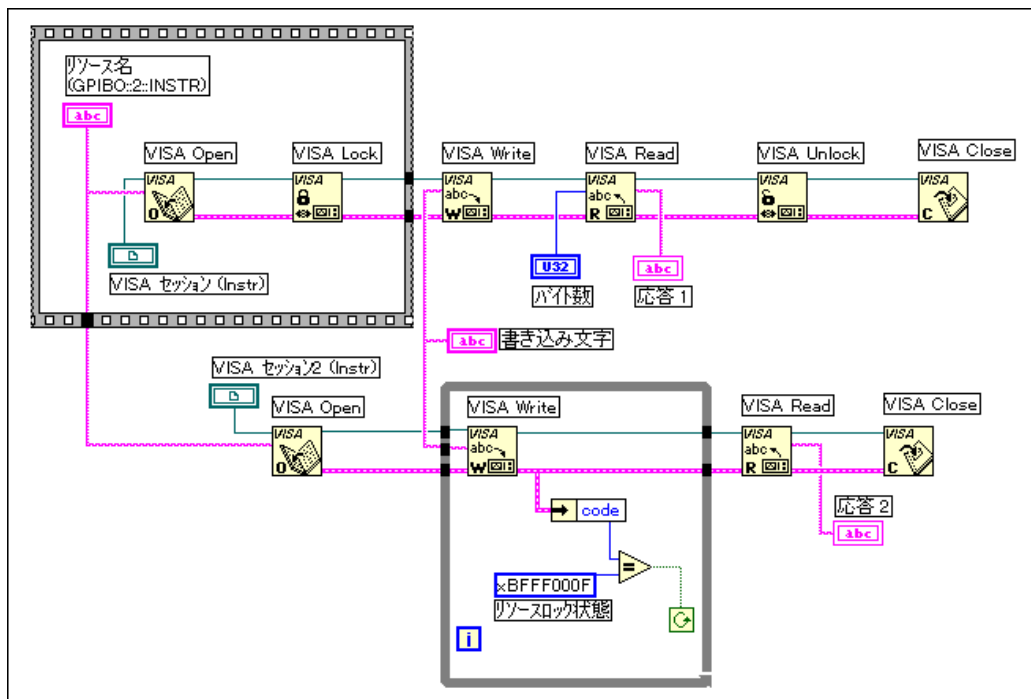 リソース名
(GPIB0::2::INSTR)
abc
VISA Open
VISA Lock
VISA Write
VISA Read
VISA Unlock
VISA Close
VISA
O
VISA
VISA
abc
W
VISA
abc
R
VISA
VISA
C
VISA セッション (Instr)
U32
バイト数
abc
応答 1
abc
書き込み文字
VISA セッション2 (Instr)
VISA Open
VISA Write
VISA Read
VISA Close
VISA
O
VISA
abc
W
VISA
abc
R
VISA
C
code
応答 2
abc
=
xBFFF000F
リソースロック状態
i